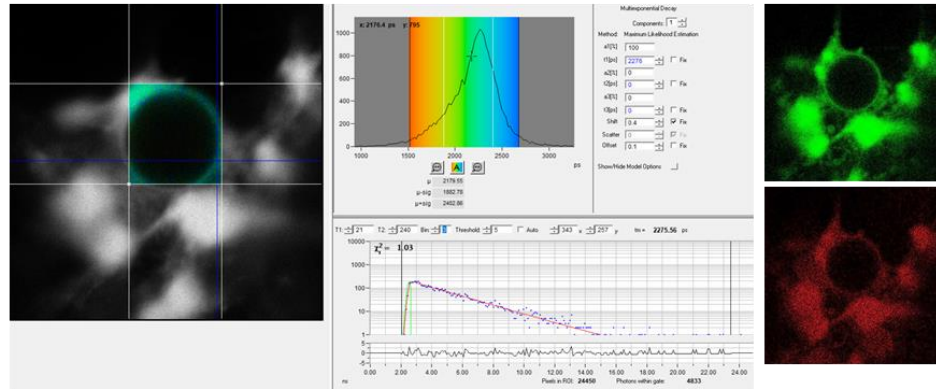 Multiexponential Decay
Components: 1
Method: Maximum Likelihood Estimation
a1[%] 100
t1[ps] 2276 Fix
a2[%] 0
t2[ps] 0 Fix
a3[%] 0
t3[ps] 0 Fix
Shift 0.4 Fix
Scatter 0 Fix
Offset 0.1 Fix
Show/Hide Model Options
x: 2176.4 ps y: 795
1000
800
600
400
200
0
1000 1500 2000 2500 3000
ps
μ 2179.55
μ-sig
μ+sig
T1: 21 T2: 240 Bin: Threshold: 5 Auto 343 x 257 y tm = 2275.56 ps
χ 2 = 1.03
10000
1000
100
10
1
5
0
-5
0.00 2.00 4.00 6.00 8.00 10.00 12.00 14.00 16.00 18.00 20.00 22.00 24.00
ns Pixels in ROI: 24450 Photons within gate: 4833